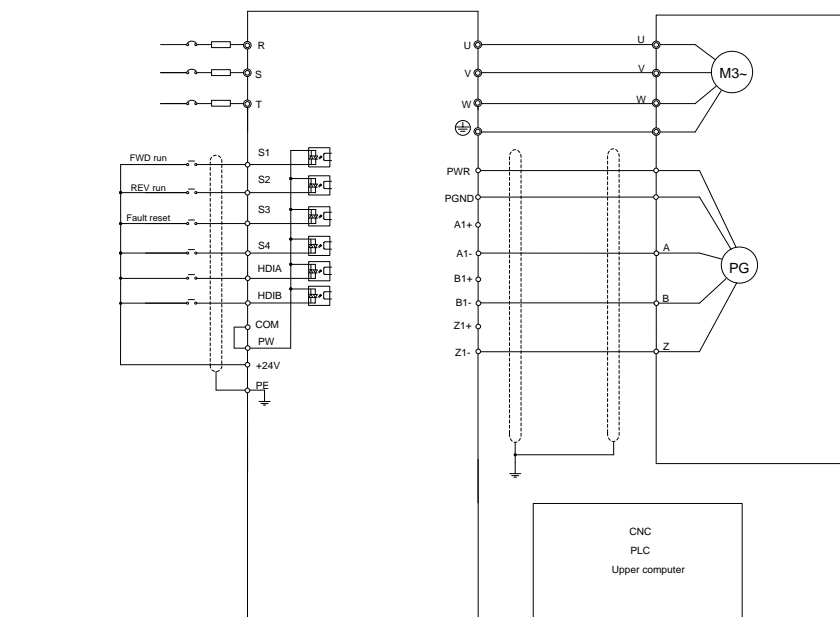 R
S
T
U
V
W
U
V
W
M3~
FWD run
REV run
Fault reset
S1
S2
S3
S4
HDIA
HDIB
COM
PW
+24V
PE
PWR
PGND
A1+
A1-
B1+
B1-
Z1+
Z1-
A
B
Z
PG
CNC
PLC
Upper computer